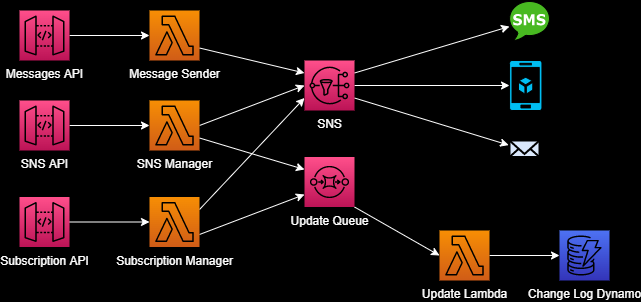 SMS
Messages API
Message Sender
SNS
SNS API
SNS Manager
Update Queue
Subscription API
Subscription Manager
Update Lambda
Change Log Dynamo